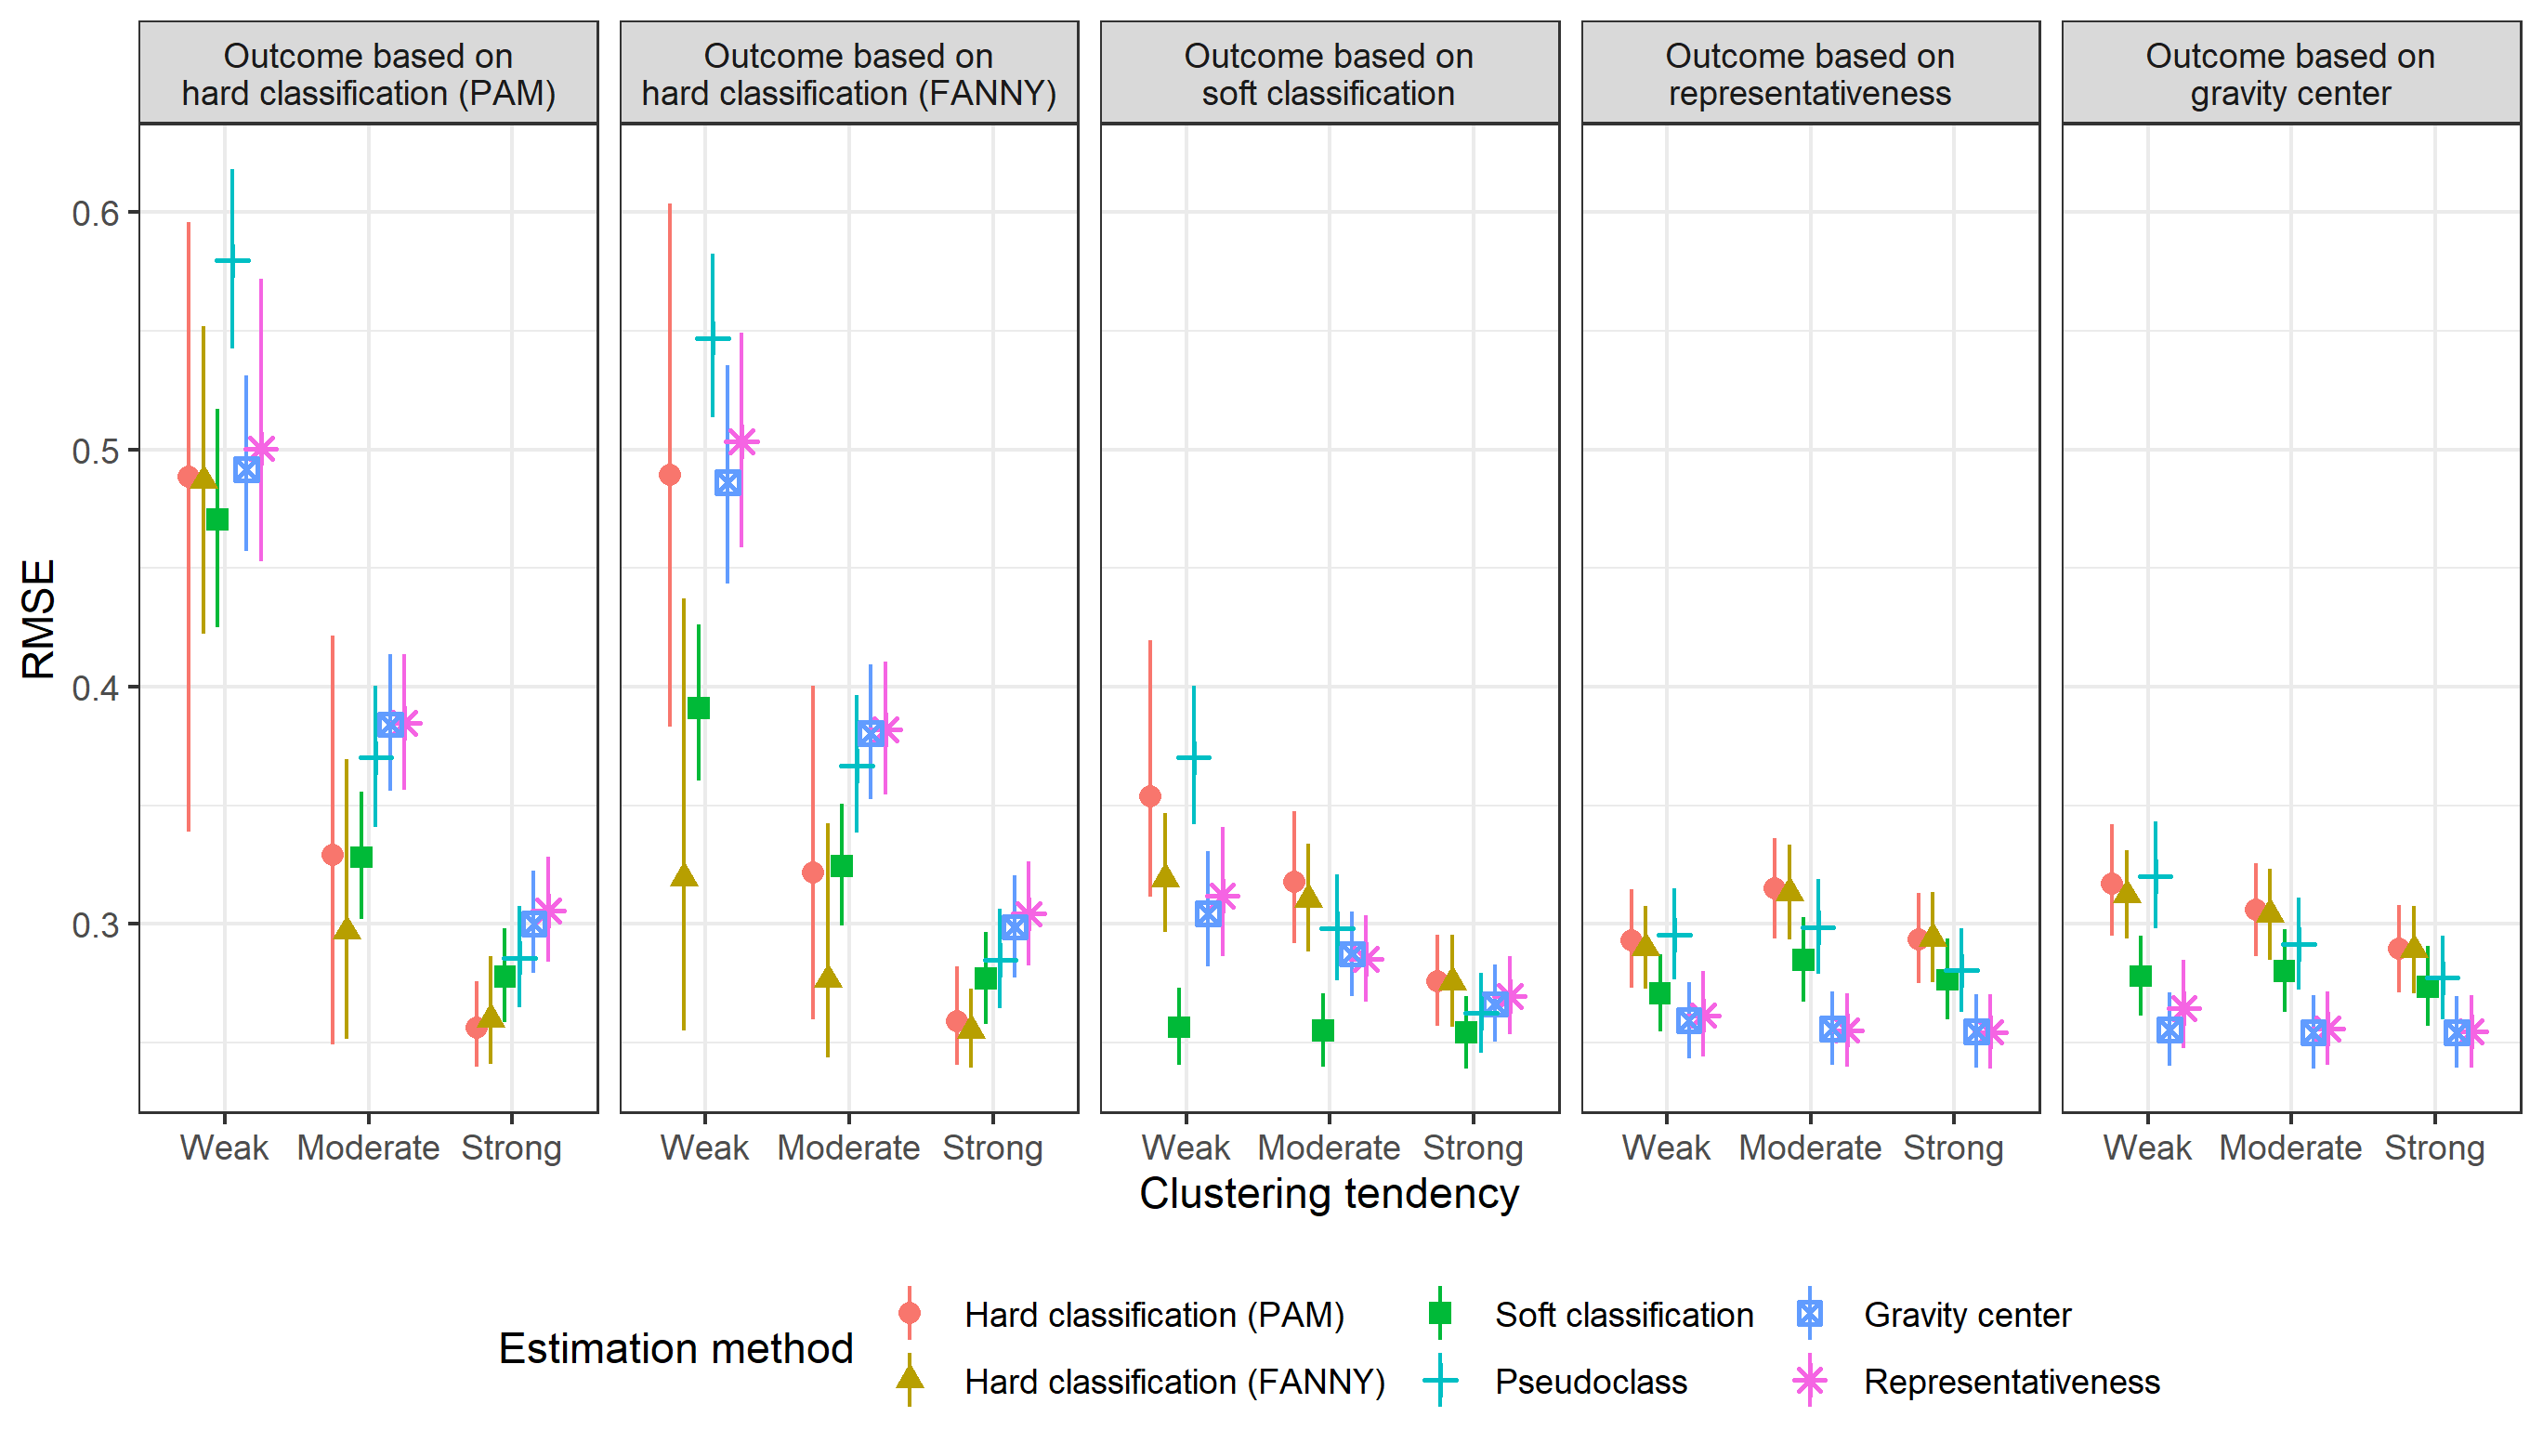 Outcome based on
hard classification (PAM)
Outcome based on
hard classification (FANNY)
Outcome based on
soft classification
Outcome based on
representativeness
Outcome based on
gravity center
RMSE
0.6
0.5
0.4
0.3
Weak Moderate Strong
Weak Moderate Strong
Weak Moderate Strong
Weak Moderate Strong
Weak Moderate Strong
Clustering tendency
Estimation method
Hard classification (PAM)
Hard classification (FANNY)
Soft classification
Pseudoclass
Gravity center
Representativeness